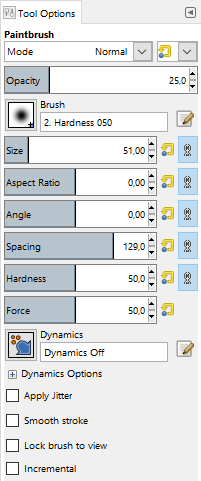 Tool Options
Paintbrush
Mode Normal
Opacity 25,0
Brush
2. Hardness 050
Size 51,00
Aspect Ratio 0,00
Angle 0,00
Spacing 129,0
Hardness 50,0
Force 50,0
Dynamics
Dynamics Off
Dynamics Options
Apply Jitter
Smooth stroke
Lock brush to view
Incremental